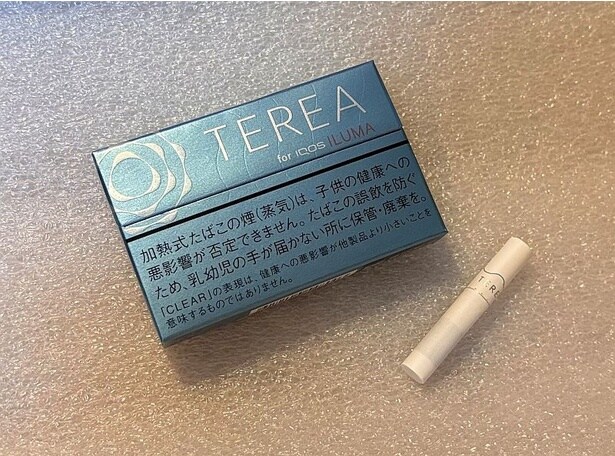 TEREA
for IQOS ILUMA
加熱式たばこの煙(蒸気)は、子供の健康への
悪影響が否定できません。たばこの誤飲を防ぐ
ため、乳幼児の手が届かない所に保管・廃棄を。
「CLEAR」の表現は、健康への悪影響が他製品より小さいことを
意味するものではありません。
TEREA